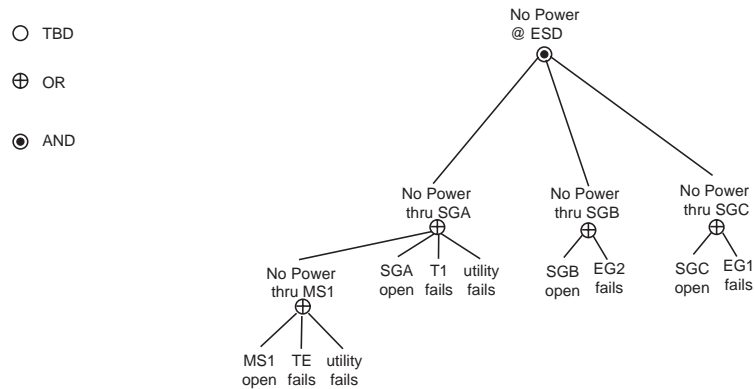 No Power
@ ESD
TBD
OR
AND
No Power
thru SGA
No Power
thru SGB
No Power
thru SGC
No Power
thru MS1
SGA
open
T1
fails
utility
fails
SGB
open
EG2
fails
SGC
open
EG1
fails
MS1
open
TE
fails
utility
fails